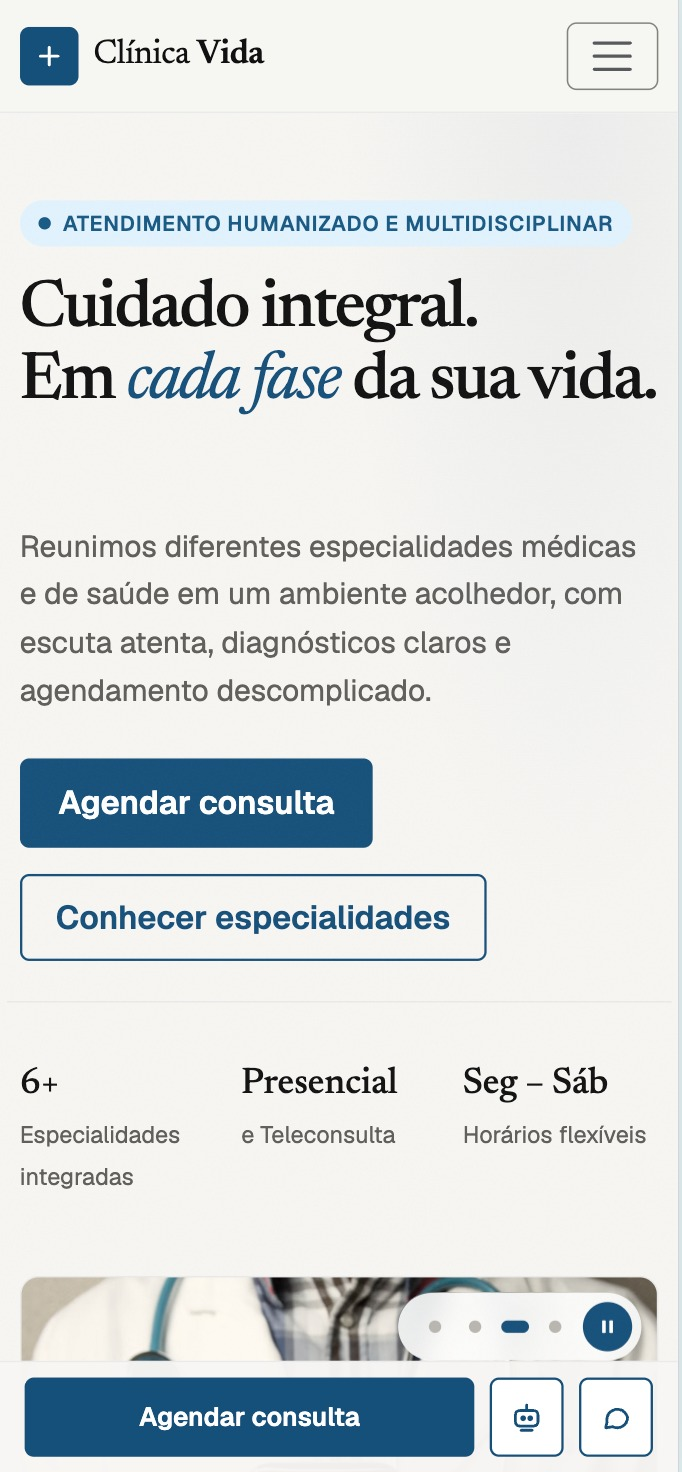 Clínica Vida
ATENDIMENTO HUMANIZADO E MULTIDISCIPLINAR
Cuidado integral.
Em cada fase da sua vida.
Reunimos diferentes especialidades médicas
e de saúde em um ambiente acolhedor, com
escuta atenta, diagnósticos claros e
agendamento descomplicado.
Agendar consulta
Conhecer especialidades
6+
Especialidades
integradas
Presencial
e Teleconsulta
Seg – Sáb
Horários flexíveis
Agendar consulta